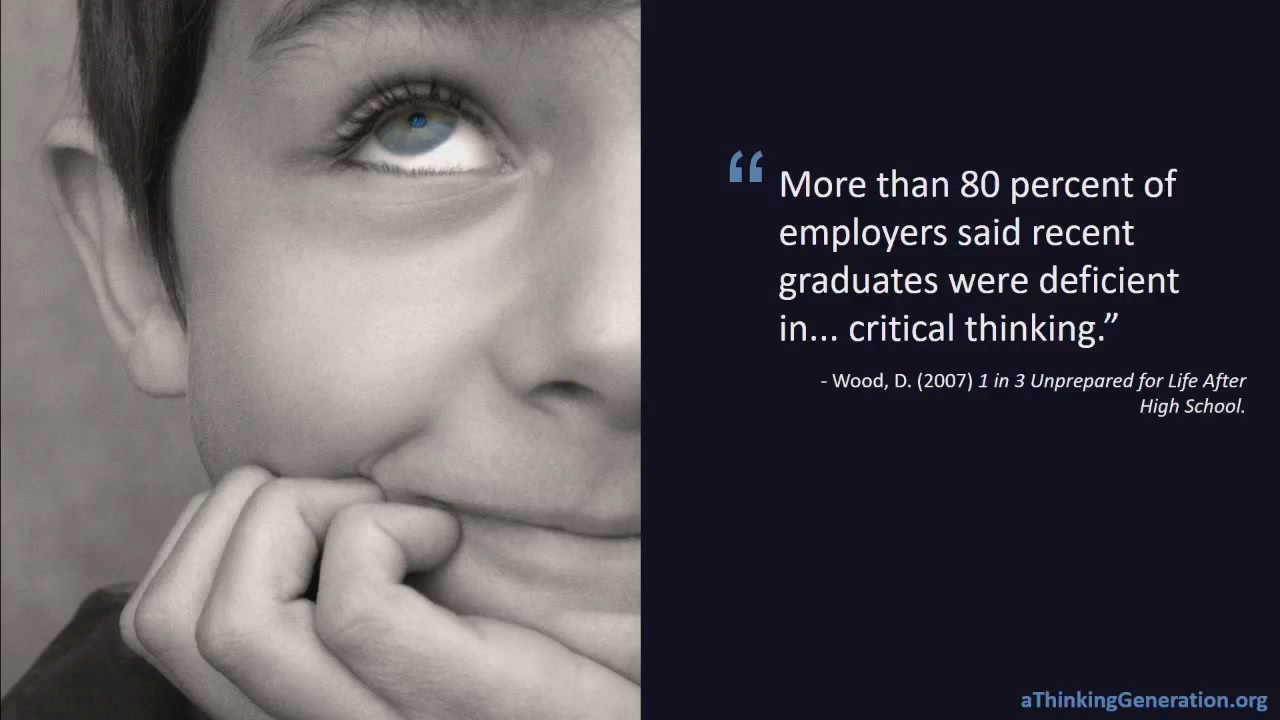 “ More than 80 percent of
employers said recent
graduates were deficient
in... critical thinking.”
- Wood, D. (2007) 1 in 3 Unprepared for Life After
High School.
aThinkingGeneration.org